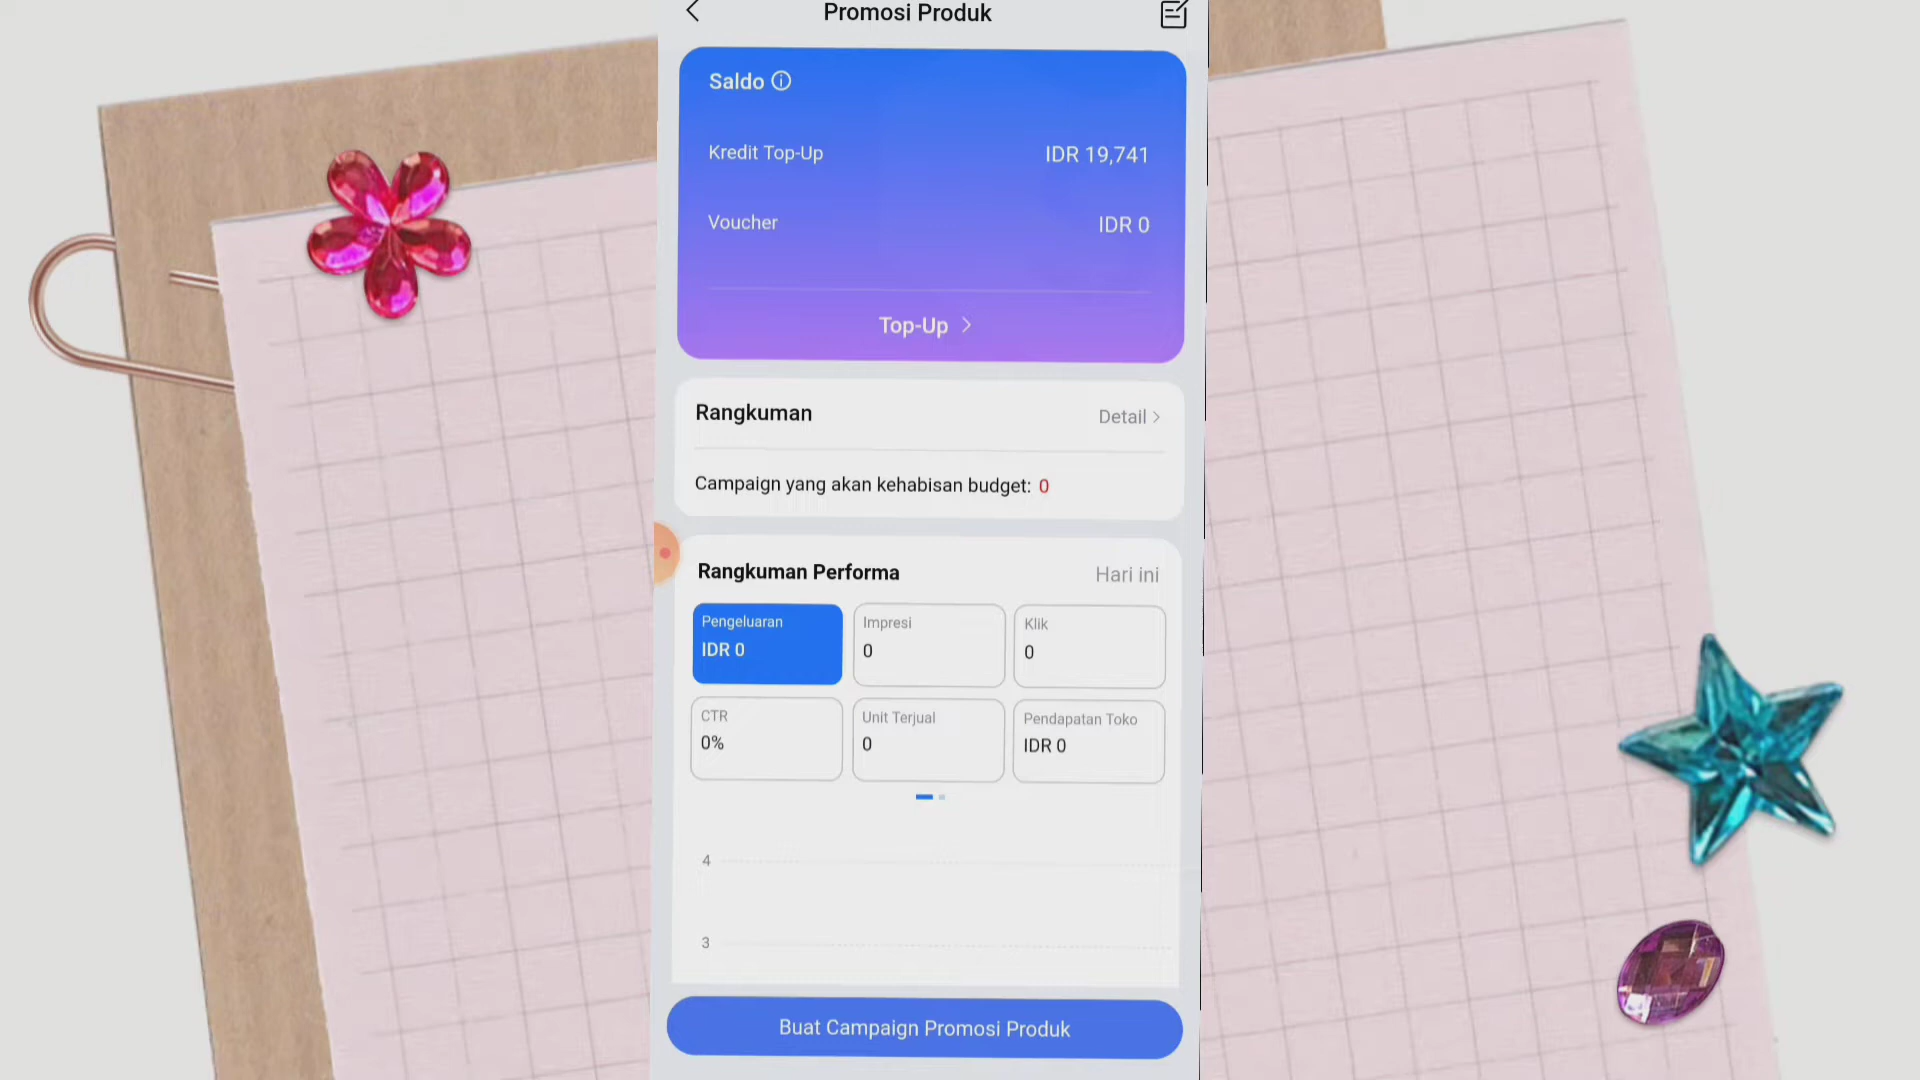 Promosi Produk
Saldo
Kredit Top-Up IDR 19,741
Voucher IDR 0
Top-Up
Rangkuman Detail
Campaign yang akan kehabisan budget: 0
Rangkuman Performa Hari ini
Pengeluaran Impresi Klik
IDR 0 0 0
CTR Unit Terjual Pendapatan Toko
0% 0 IDR 0
4
3
Buat Campaign Promosi Produk